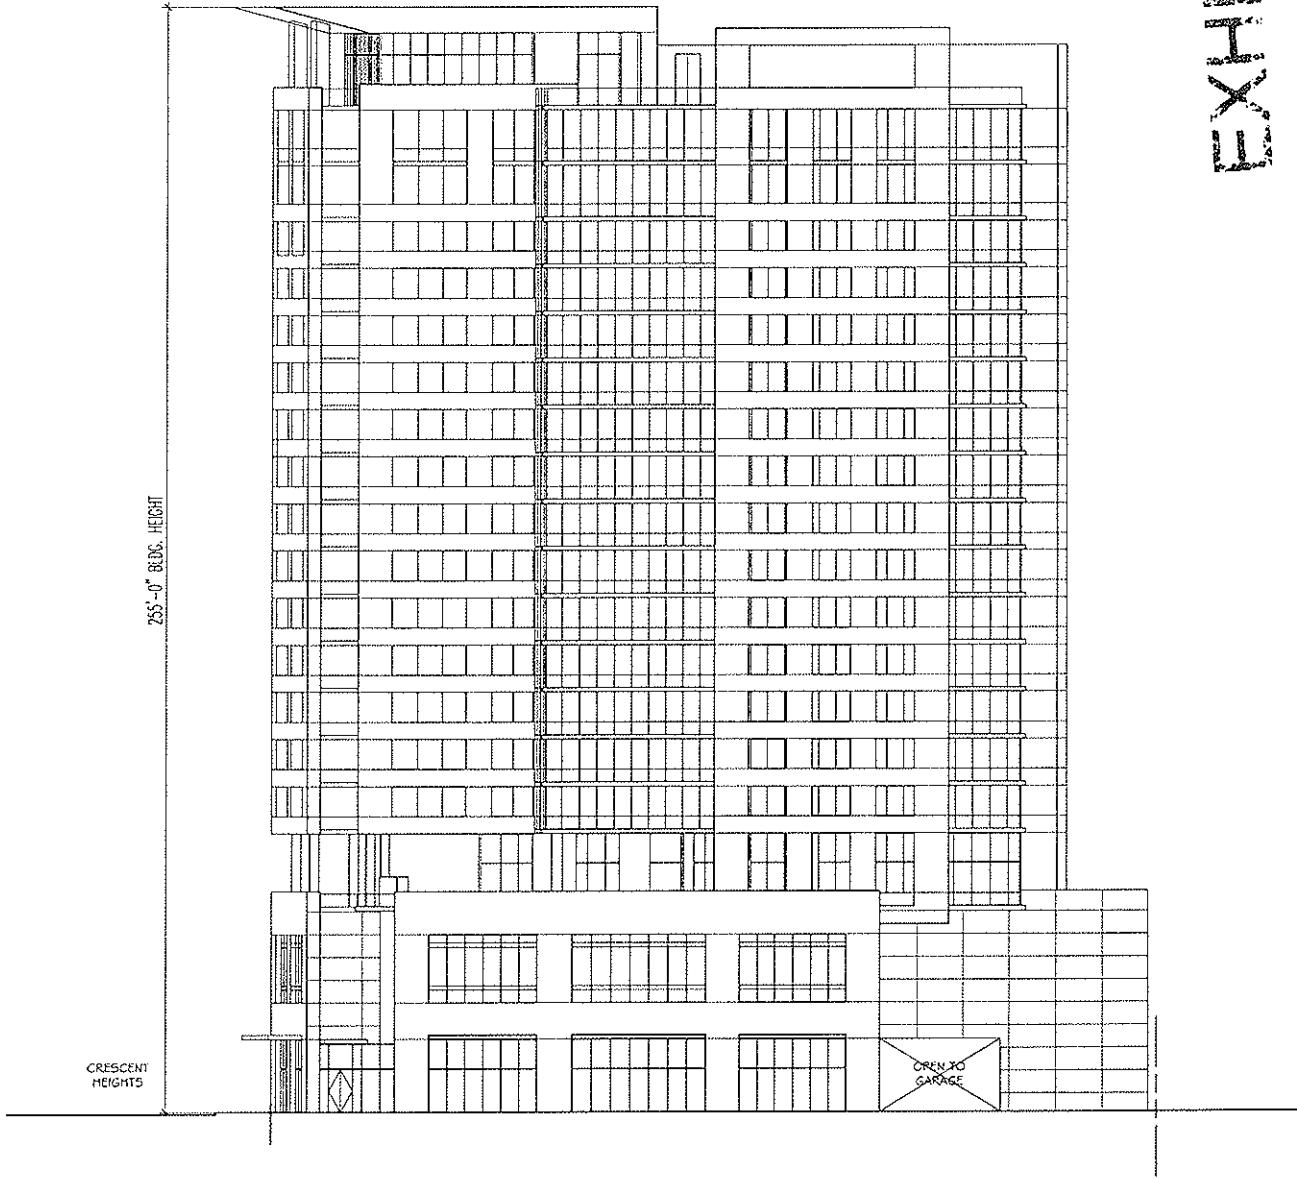 EXH
255'-0" BLDG. HEIGHT
CRESCENT
HEIGHTS
OPEN TO
GARAGE